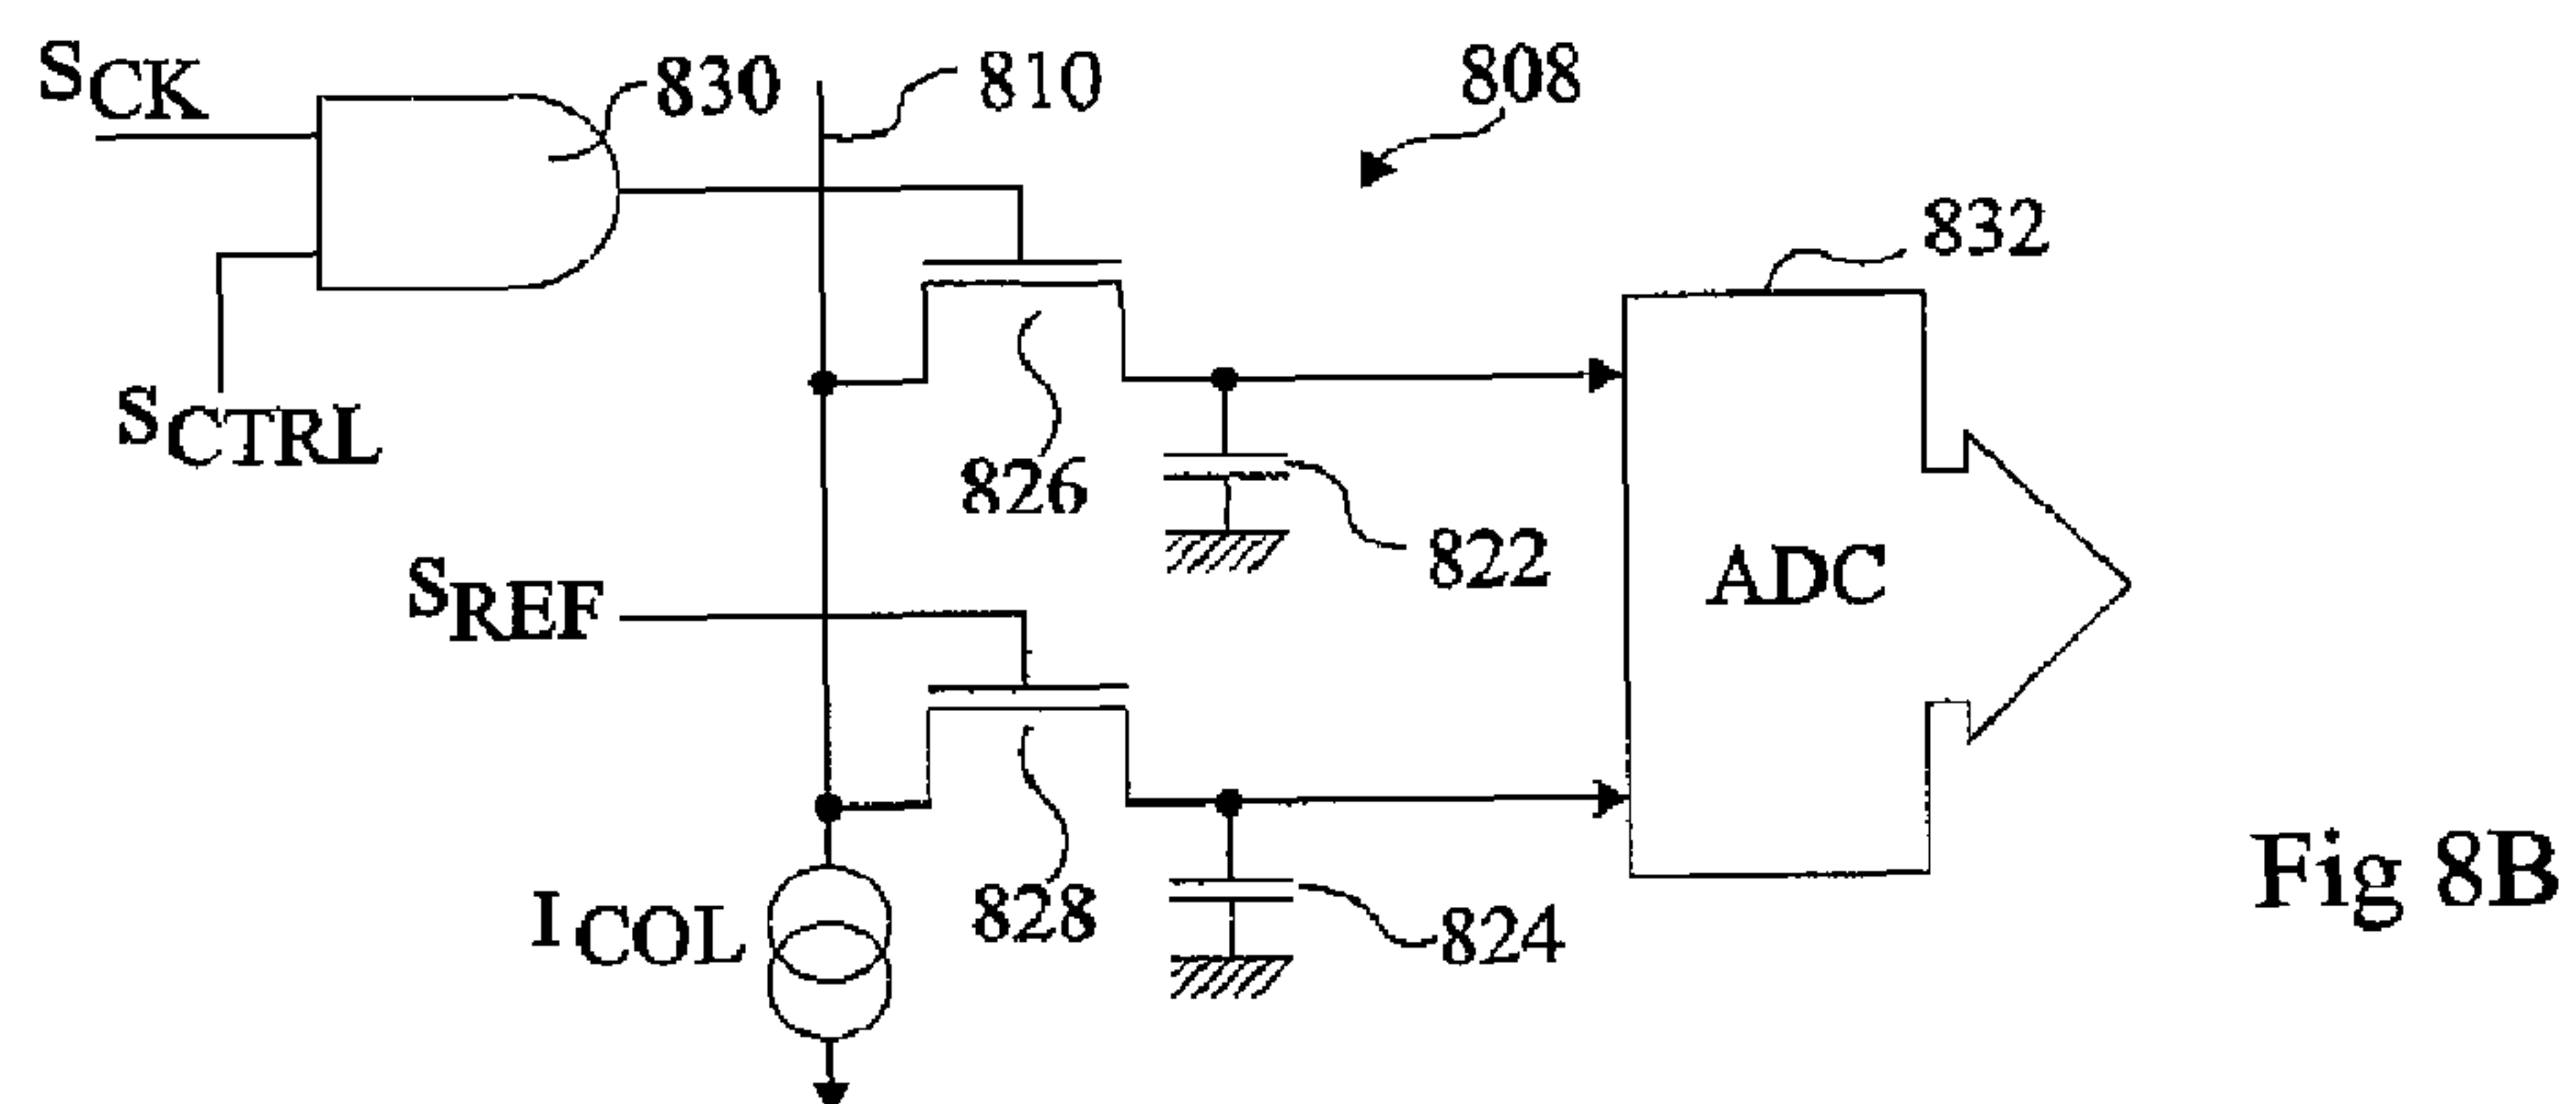 SCK
830
810
808
832
SCTRL
826
822
SREF
ADC
828
824
ICOL
Fig 8B